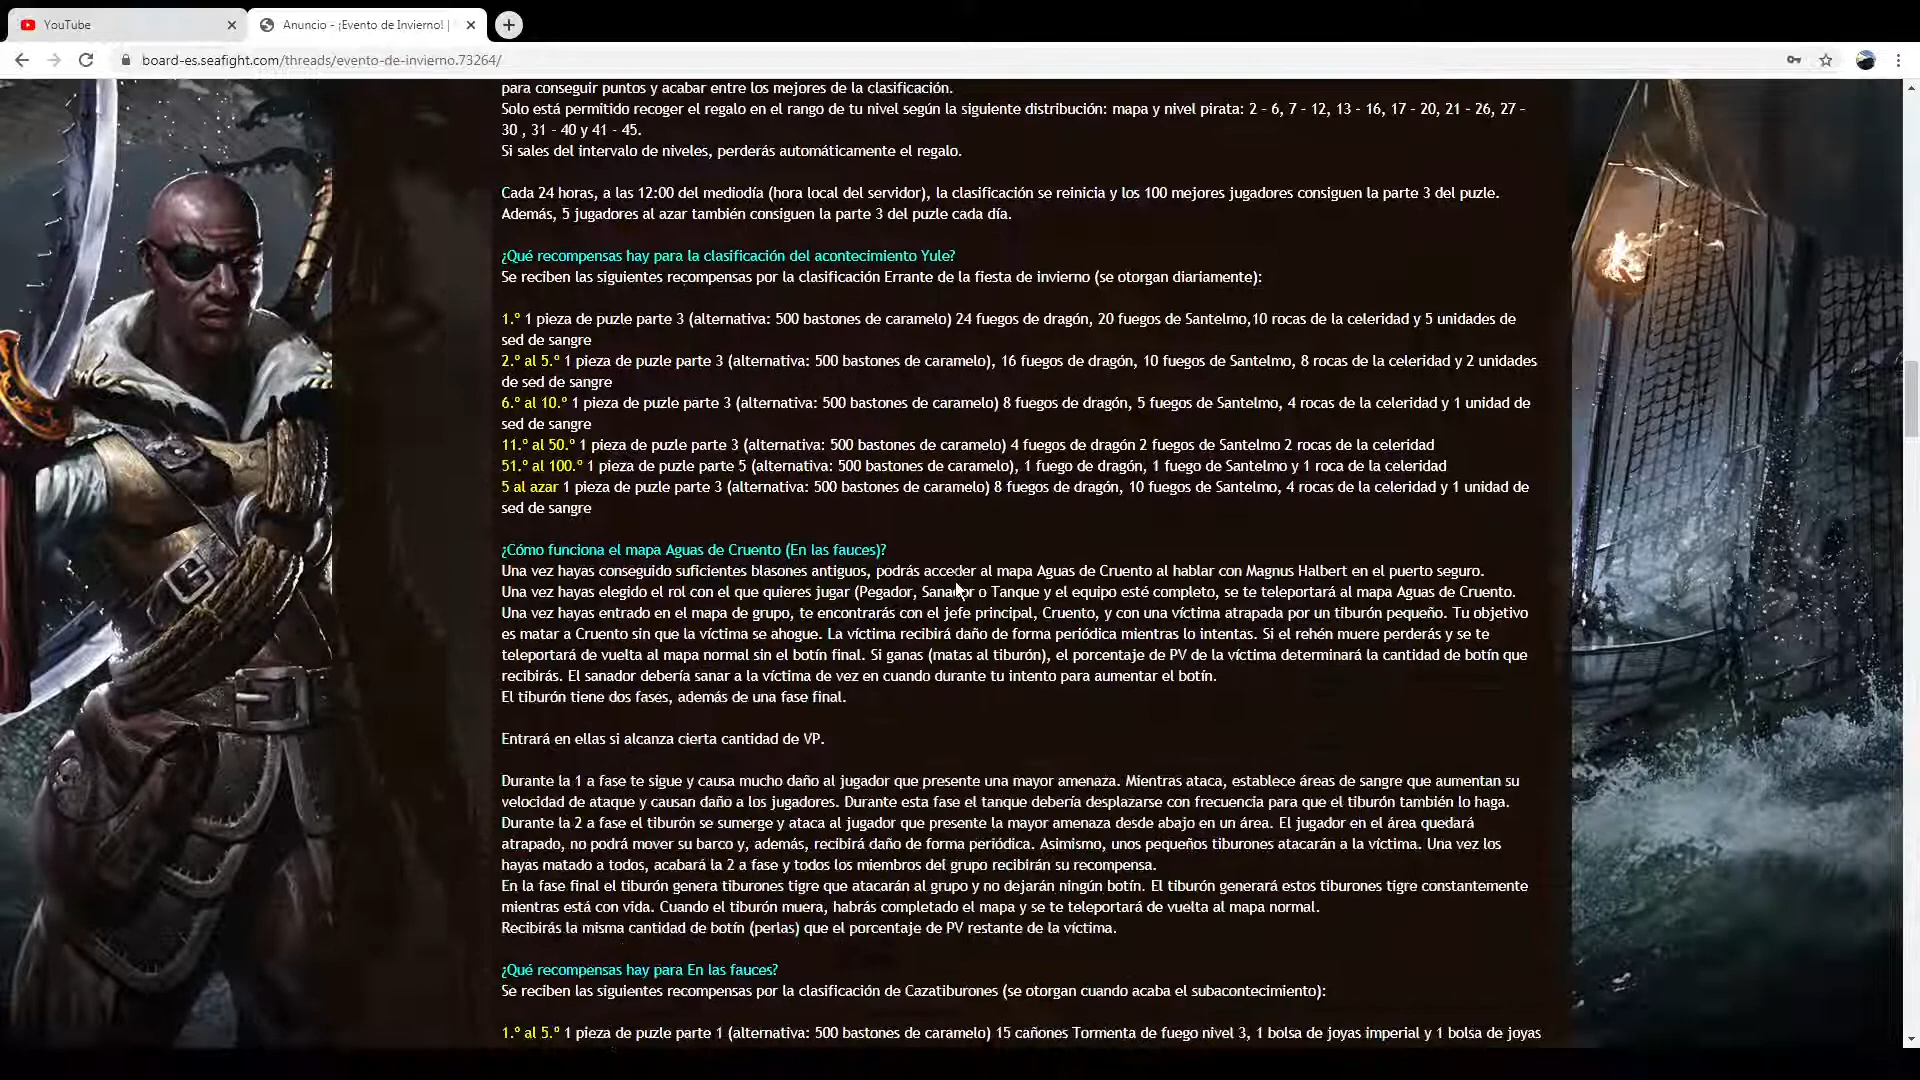 YouTube
Anuncio - ¡Evento de Invierno! |
board-es.seafight.com/threads/evento-de-invierno.73264/
para conseguir puntos y acabar entre los mejores de la clasificación.
Solo está permitido recoger el regalo en el rango de tu nivel según la siguiente distribución: mapa y nivel pirata: 2 - 6, 7 - 12, 13 - 16, 17 - 20, 21 - 26, 27 -
30 , 31 - 40 y 41 - 45.
Si sales del intervalo de niveles, perderás automáticamente el regalo.
Cada 24 horas, a las 12:00 del mediodía (hora local del servidor), la clasificación se reinicia y los 100 mejores jugadores consiguen la parte 3 del puzle.
Además, 5 jugadores al azar también consiguen la parte 3 del puzle cada día.
¿Qué recompensas hay para la clasificación del acontecimiento Yule?
Se reciben las siguientes recompensas por la clasificación Errante de la fiesta de invierno (se otorgan diariamente):
1.º 1 pieza de puzle parte 3 (alternativa: 500 bastones de caramelo) 24 fuegos de dragón, 20 fuegos de Santelmo,10 rocas de la celeridad y 5 unidades de
sed de sangre
2.º al 5.º 1 pieza de puzle parte 3 (alternativa: 500 bastones de caramelo), 16 fuegos de dragón, 10 fuegos de Santelmo, 8 rocas de la celeridad y 2 unidades
de sed de sangre
6.º al 10.º 1 pieza de puzle parte 3 (alternativa: 500 bastones de caramelo) 8 fuegos de dragón, 5 fuegos de Santelmo, 4 rocas de la celeridad y 1 unidad de
sed de sangre
11.º al 50.º 1 pieza de puzle parte 3 (alternativa: 500 bastones de caramelo) 4 fuegos de dragón 2 fuegos de Santelmo 2 rocas de la celeridad
51.º al 100.º 1 pieza de puzle parte 5 (alternativa: 500 bastones de caramelo), 1 fuego de dragón, 1 fuego de Santelmo y 1 roca de la celeridad
5 al azar 1 pieza de puzle parte 3 (alternativa: 500 bastones de caramelo) 8 fuegos de dragón, 10 fuegos de Santelmo, 4 rocas de la celeridad y 1 unidad de
sed de sangre
¿Cómo funciona el mapa Aguas de Cruento (En las fauces)?
Una vez hayas conseguido suficientes blasones antiguos, podrás acceder al mapa Aguas de Cruento al hablar con Magnus Halbert en el puerto seguro.
Una vez hayas elegido el rol con el que quieres jugar (Pegador, Sanador o Tanque y el equipo esté completo, se te teleportará al mapa Aguas de Cruento.
Una vez hayas entrado en el mapa de grupo, te encontrarás con el jefe principal, Cruento, y con una víctima atrapada por un tiburón pequeño. Tu objetivo
es matar a Cruento sin que la víctima se ahogue. La víctima recibirá daño de forma periódica mientras lo intentas. Si el rehén muere perderás y se te
teleportará de vuelta al mapa normal sin el botín final. Si ganas (matas al tiburón), el porcentaje de PV de la víctima determinará la cantidad de botín que
recibirás. El sanador debería sanar a la víctima de vez en cuando durante tu intento para aumentar el botín.
El tiburón tiene dos fases, además de una fase final.
Entrará en ellas si alcanza cierta cantidad de VP.
Durante la 1 a fase te sigue y causa mucho daño al jugador que presente una mayor amenaza. Mientras ataca, establece áreas de sangre que aumentan su
velocidad de ataque y causan daño a los jugadores. Durante esta fase el tanque debería desplazarse con frecuencia para que el tiburón también lo haga.
Durante la 2 a fase el tiburón se sumerge y ataca al jugador que presente la mayor amenaza desde abajo en un área. El jugador en el área quedará
atrapado, no podrá mover su barco y, además, recibirá daño de forma periódica. Asimismo, unos pequeños tiburones atacarán a la víctima. Una vez los
hayas matado a todos, acabará la 2 a fase y todos los miembros del grupo recibirán su recompensa.
En la fase final el tiburón genera tiburones tigre que atacarán al grupo y no dejarán ningún botín. El tiburón generará estos tiburones tigre constantemente
mientras está con vida. Cuando el tiburón muera, habrás completado el mapa y se te teleportará de vuelta al mapa normal.
Recibirás la misma cantidad de botín (perlas) que el porcentaje de PV restante de la víctima.
¿Qué recompensas hay para En las fauces?
Se reciben las siguientes recompensas por la clasificación de Cazatiburones (se otorgan cuando acaba el subacontecimiento):
1.º al 5.º 1 pieza de puzle parte 1 (alternativa: 500 bastones de caramelo) 15 cañones Tormenta de fuego nivel 3, 1 bolsa de joyas imperial y 1 bolsa de joyas